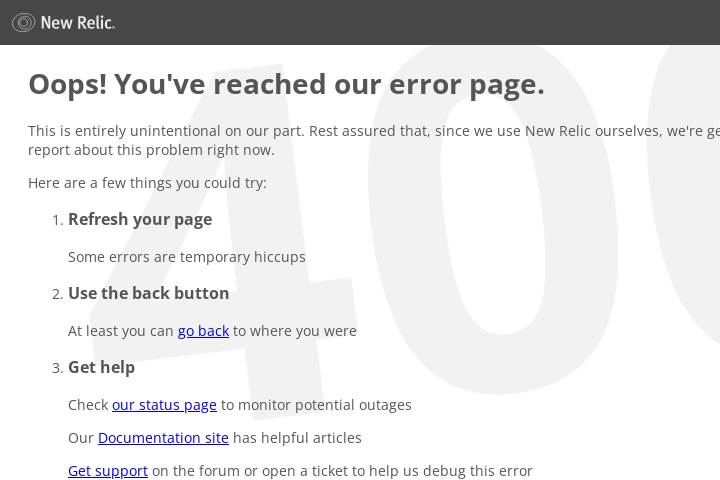 New Relic.
Oops! You've reached our error page.
This is entirely unintentional on our part. Rest assured that, since we use New Relic ourselves, we're ge
report about this problem right now.
Here are a few things you could try:
1. Refresh your page
Some errors are temporary hiccups
2. Use the back button
At least you can go back to where you were
3. Get help
Check our status page to monitor potential outages
Our Documentation site has helpful articles
Get support on the forum or open a ticket to help us debug this error
400